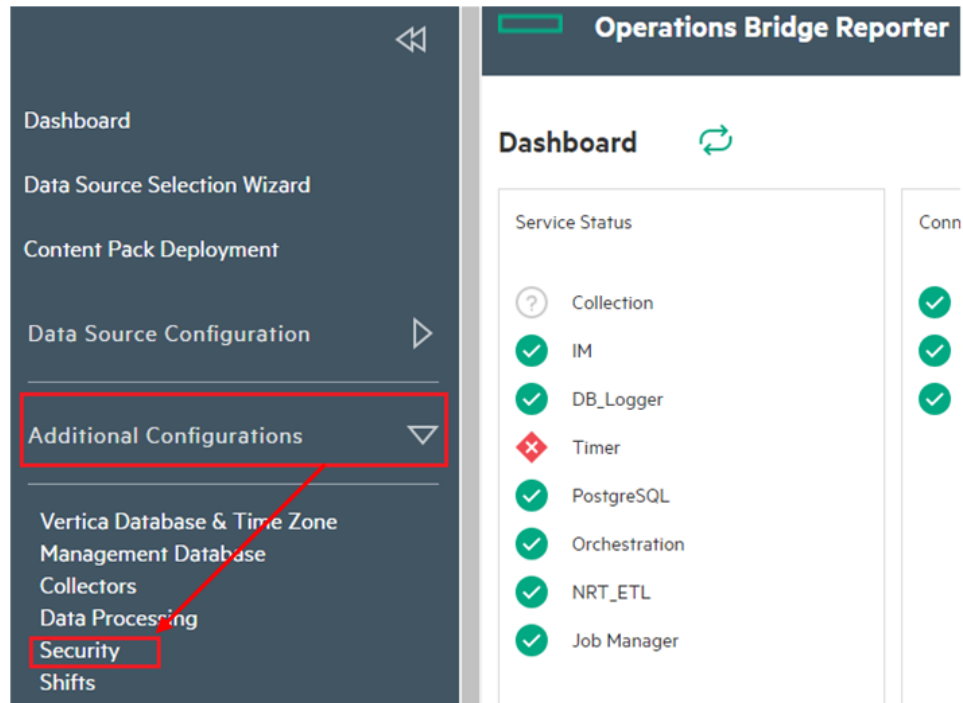 Dashboard
Data Source Selection Wizard
Content Pack Deployment
Data Source Configuration
Additional Configurations
Vertica Database & Time Zone
Management Database
Collectors
Data Processing
Security
Shifts
Operations Bridge Reporter
Dashboard
Service Status
Collection
IM
DB_Logger
Timer
PostgreSQL
Orchestration
NRT_ETL
Job Manager
Conn